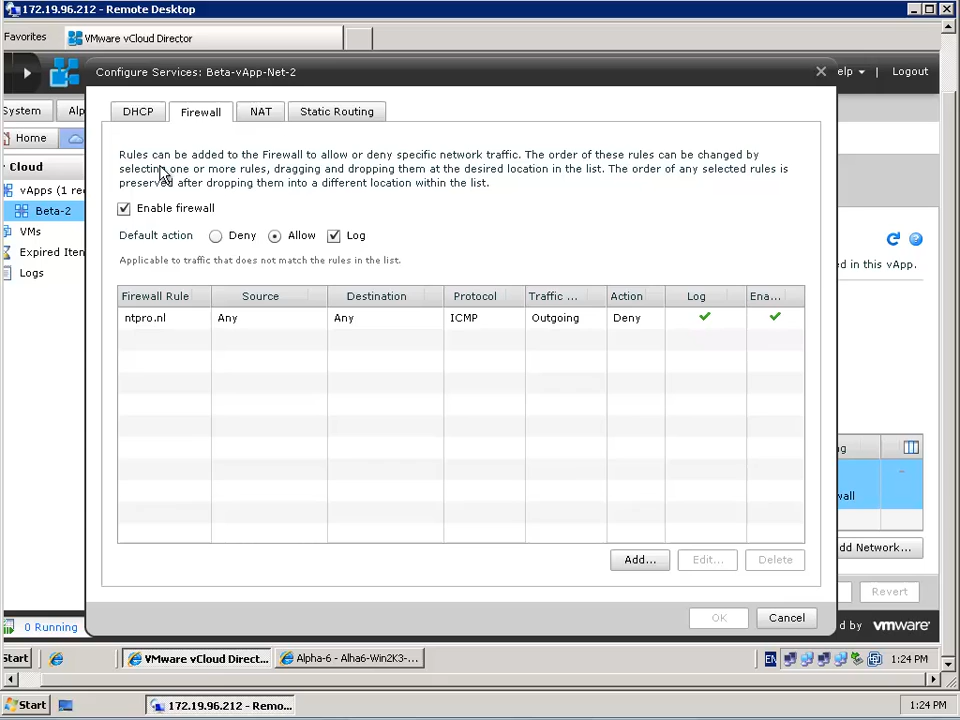 172.19.96.212 - Remote Desktop
Favorites
VMware vCloud Director
Configure Services: Beta-vApp-Net-2
elp
|
Logout
System
Alp
DHCP
Firewall
NAT
Static Routing
Home
Cloud
Rules can be added to the Firewall to allow or deny specific network traffic. The order of these rules can be changed by
selecting one or more rules, dragging and dropping them at the desired location in the list. The order of any selected rules is
preserved after dropping them into a different location within the list.
vApps (1 rec
Beta-2
Enable firewall
VMs
Default action
Deny
Allow
Log
Expired Iten
Applicable to traffic that does not match the rules in the list.
ed in this vApp.
Logs
Firewall Rule
Source
Destination
Protocol
Traffic ...
Action
Log
Ena...
ntpro.nl
Any
Any
ICMP
Outgoing
Deny
ng
wall
Add...
Edit...
Delete
dd Network...
Revert
OK
Cancel
0 Running
d by
vmware
Start
VMware vCloud Direct...
Alpha-6 - Alha6-Win2K3-...
EN
1:24 PM
Start
172.19.96.212 - Remo...
1:24 PM